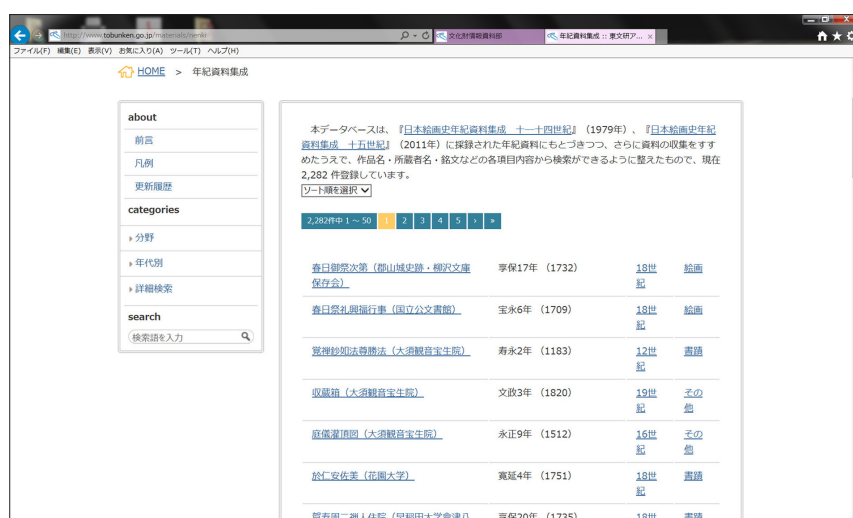 http://www.tobunken.go.jp/materials/nenki
文化財情報資料部
年紀資料集成 :: 東文研ア...
ファイル(F) 編集(E) 表示(V) お気に入り(A) ツール(T) ヘルプ(H)
HOME > 年紀資料集成
about
前言
凡例
更新履歴
categories
分野
年代別
詳細検索
search
検索語を入力
本データベースは、『日本絵画史年紀資料集成 十―十四世紀』（1979年）、『日本絵画史年紀
資料集成 十五世紀』（2011年）に採録された年紀資料にもとづきつつ、さらに資料の収集をすす
めたうえで、作品名・所蔵者名・銘文などの各項目内容から検索ができるように整えたもので、現在
2,282 件登録しています。
ソート順を選択
2,282件中 1 ～ 50 1 2 3 4 5 › »
春日御祭次第（郡山城史跡・柳沢文庫 享保17年 （1732） 18世 絵画
保存会） 紀
春日祭礼興福行事（国立公文書館） 宝永6年 （1709） 18世 絵画
紀
覚禅鈔如法尊勝法（大須観音宝生院） 寿永2年 （1183） 12世 書蹟
紀
収蔵箱（大須観音宝生院） 文政3年 （1820） 19世 その
紀 他
庭儀灌頂図（大須観音宝生院） 永正9年 （1512） 16世 その
紀 他
於仁安佐美（花園大学） 寛延4年 （1751） 18世 書蹟
紀
享保20年 （1735） 18世 書蹟